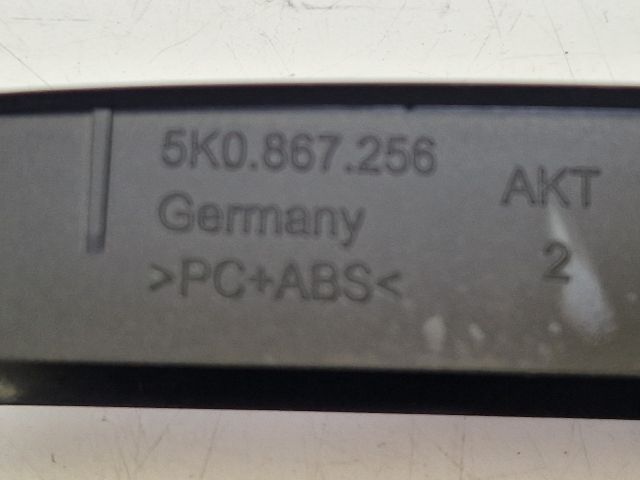 5K0.867.256
Germany
>PC+ABS<
AKT
2